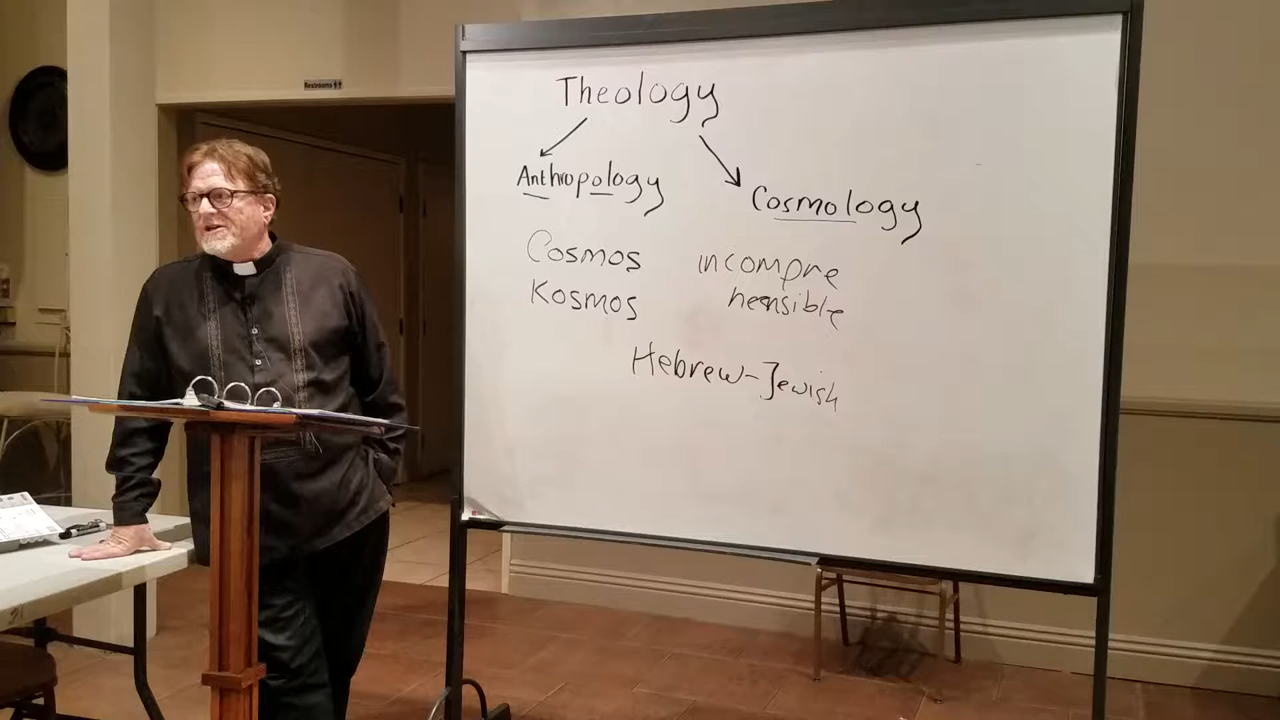 Restrooms
Theology
Anthropology
Cosmology
Cosmos
Kosmos
incompre
hensible
Hebrew-Jewish